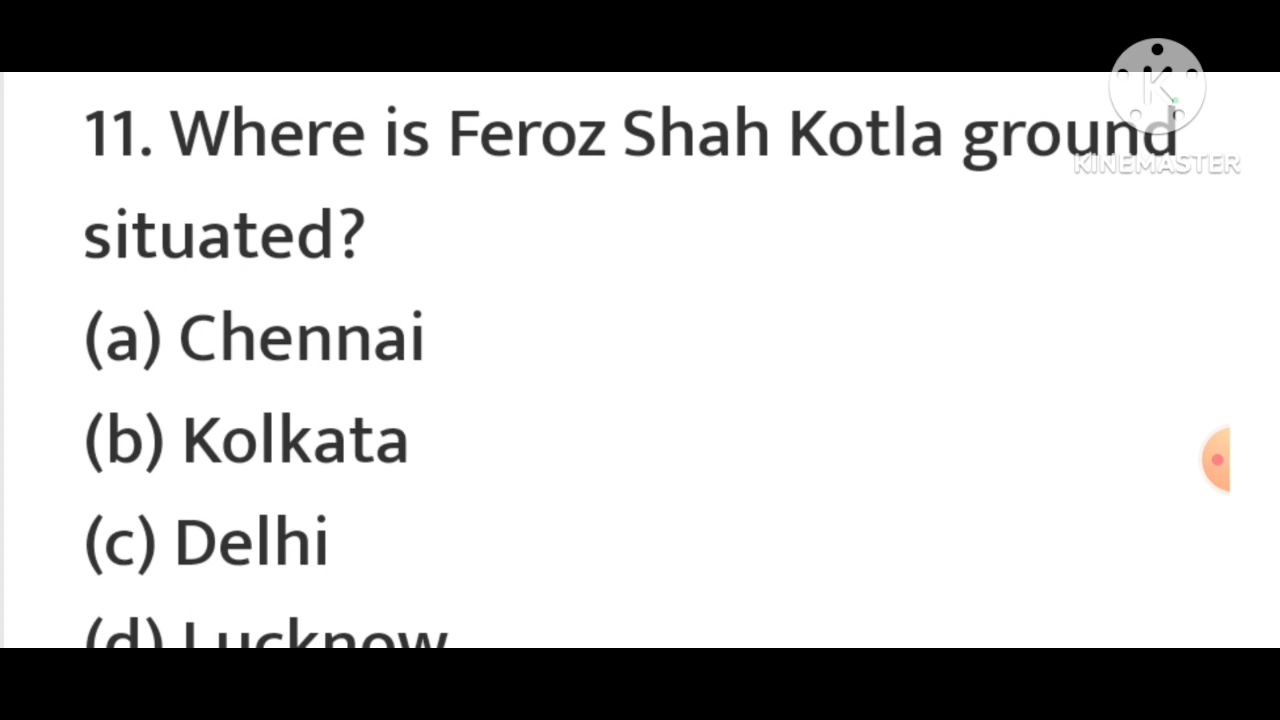 11. Where is Feroz Shah Kotla ground
KINEMASTER
situated?
(a) Chennai
(b) Kolkata
(c) Delhi
(d) Lucknow